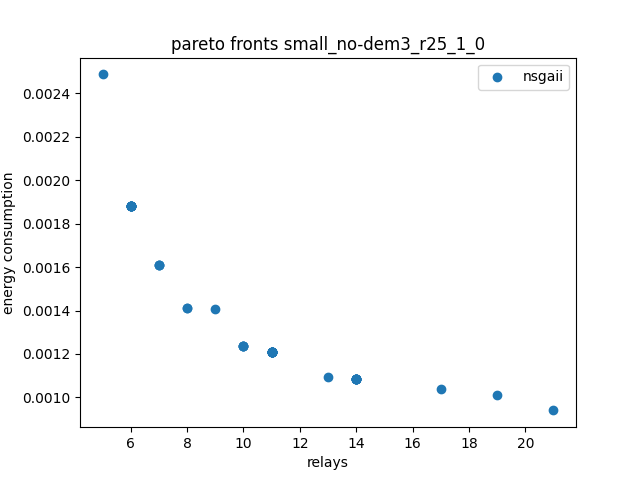 pareto fronts small_no-dem3_r25_1_0
nsgaii
0.0024
0.0022
0.0020
0.0018
0.0016
0.0014
0.0012
0.0010
energy consumption
6 8 10 12 14 16 18 20
relays